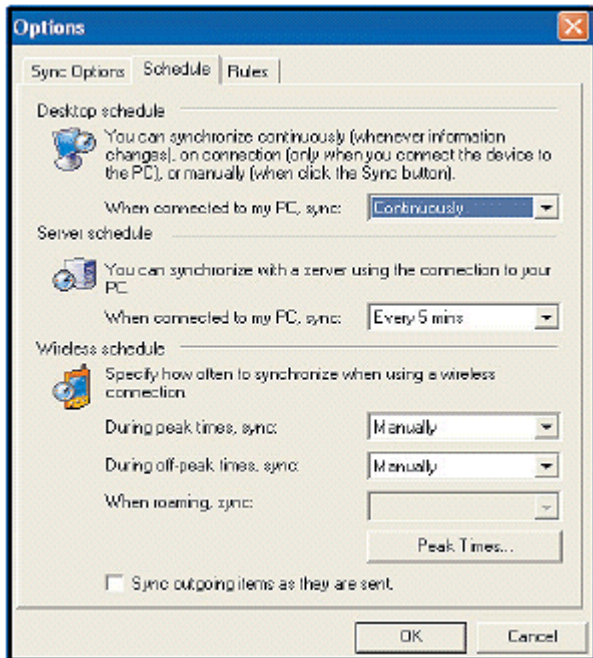 Options
Sync Options Schedule Rules
Desktop schedule
You can synchronize continuously (whenever information
changes), on connection (only when you connect the device to
the PC), or manually (when click the Sync button).
When connected to my PC, sync: Continuously
Server schedule
You can synchronize with a server using the connection to your
PC
When connected to my PC, sync: Every 5 mins
Wireless schedule
Specify how often to synchronize when using a wireless
connection
During peak times, sync: Manually
During off-peak times, sync: Manually
When roaming, sync:
Peak Times...
Sync outgoing items as they are sent.
OK Cancel